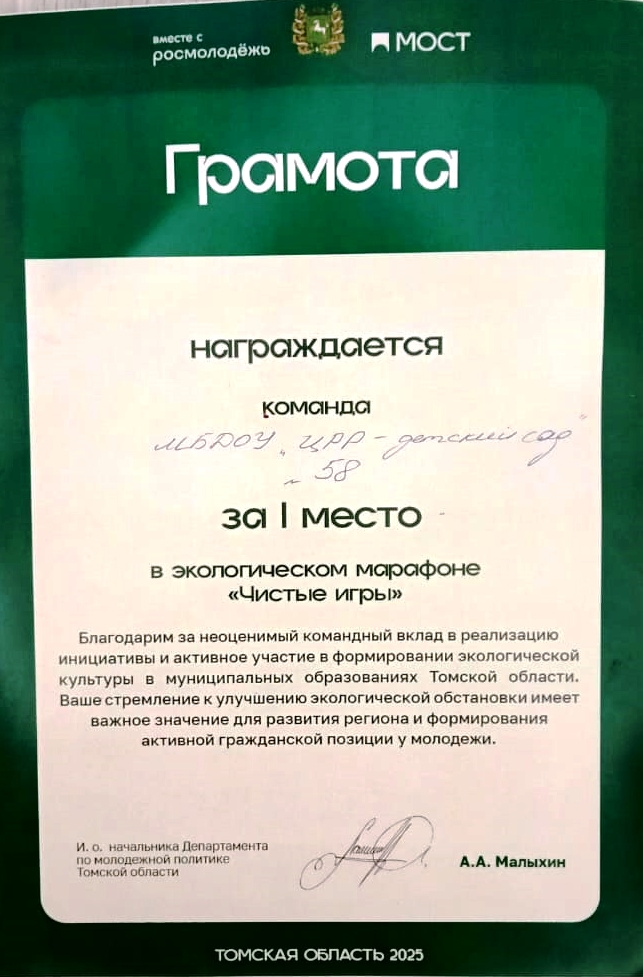 вместе с
росмолодёжь
МОСТ
Грамота
награждается
команда
МБДОУ „ЦРР - детский сад"
58
за I место
в экологическом марафоне
«Чистые игры»
Благодарим за неоценимый командный вклад в реализацию
инициативы и активное участие в формировании экологической
культуры в муниципальных образованиях Томской области.
Ваше стремление к улучшению экологической обстановки имеет
важное значение для развития региона и формирования
активной гражданской позиции у молодежи.
И. о. начальника Департамента
по молодежной политике
Томской области
А.А. Малыхин
ТОМСКАЯ ОБЛАСТЬ 2025